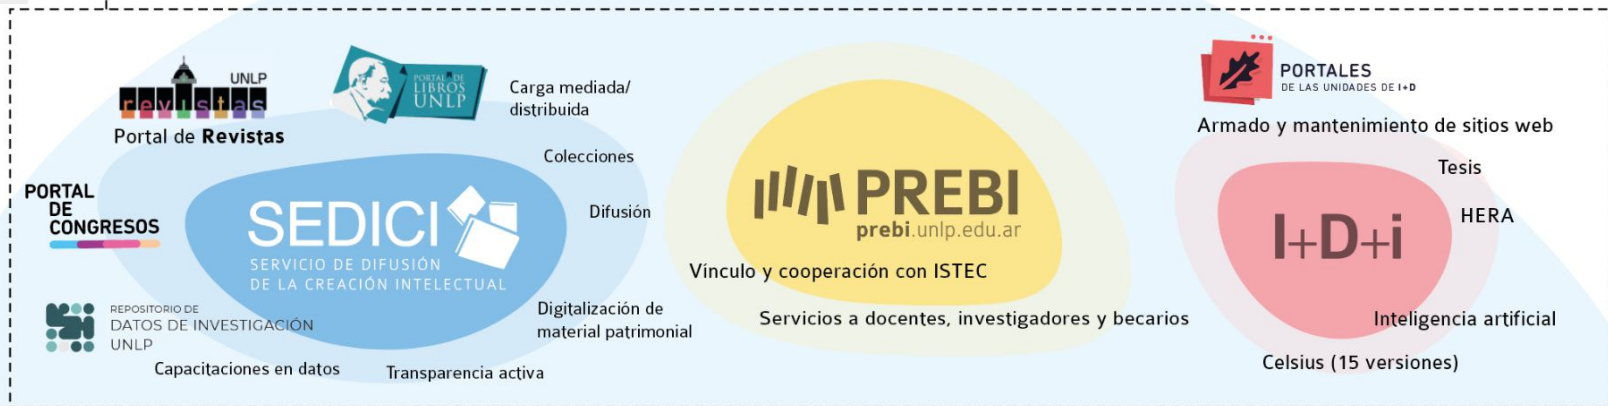 UNLP
revistas
Portal de Revistas
PORTAL DE
LIBROS
UNLP
Carga mediada/
distribuida
Colecciones
Difusión
PORTAL
DE
CONGRESOS
SEDICI
SERVICIO DE DIFUSIÓN
DE LA CREACIÓN INTELECTUAL
REPOSITORIO DE
DATOS DE INVESTIGACIÓN
UNLP
Digitalización de
material patrimonial
Capacitaciones en datos
Transparencia activa
PREBI
prebi.unlp.edu.ar
Vínculo y cooperación con ISTEC
Servicios a docentes, investigadores y becarios
PORTALES
DE LAS UNIDADES DE I+D
Armado y mantenimiento de sitios web
Tesis
HERA
I+D+i
Inteligencia artificial
Celsius (15 versiones)